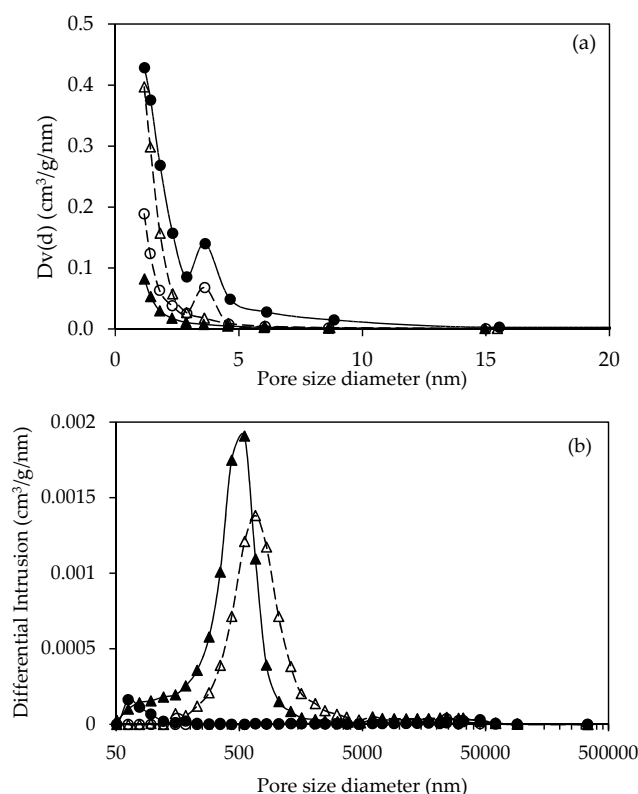 (a)
Dv(d) (cm³/g/nm)
0.5
0.4
0.3
0.2
0.1
0.0
0 5 10 15 20
Pore size diameter (nm)
(b)
Differential Intrusion (cm³/g/nm)
0.002
0.0015
0.001
0.0005
0
50 500 5000 50000 500000
Pore size diameter (nm)